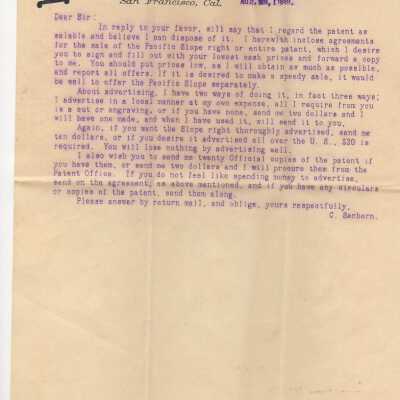 San Francisco, Cal.
Dear Sir:
In reply to your favor, will say that I regard the patent as
salable and believe I can dispose of it. I herewith inclose agreements
for the sale of the Pacific Slope right or entire patent, which I desire
you to sign and fill out with your lowest cash prices and forward a copy
to me. You should put prices low, as I will obtain as much as possible,
and report all offers. If it is desired to make a speedy sale, it would
be well to offer the Pacific Slope separately.
About advertising, I have two ways of doing it, in fact three ways;
I advertise in a local manner at my own expense, all I require from you
is a cut or engraving, or if you have none, send me two dollars and I
will have one made, and when I have used it, will send it to you.
Again, if you want the Slope right thoroughly advertised, send me
ten dollars, or if you desire it advertised all over the U. S., $20 is
required. You will lose nothing by advertising well.
I also wish you to send me twenty Official copies of the patent if
you have them, or send me two dollars and I will procure them from the
Patent Office. If you do not feel like spending money to advertise,
send on the agreement, as above mentioned, and if you have any circulars
or copies of the patent, send them along.
Please answer by return mail, and oblige, yours respectfully,
C. Sanborn.